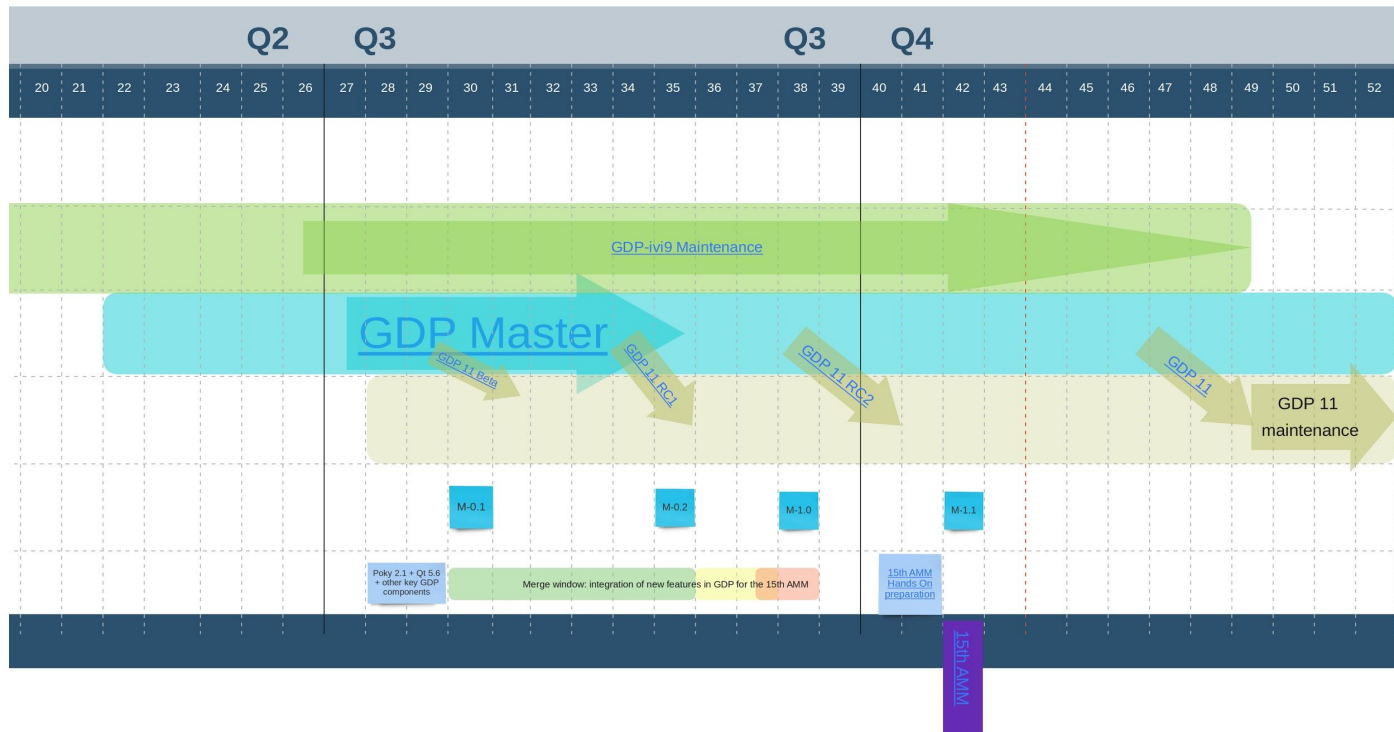 Q2 Q3 Q3 Q4
20 21 22 23 24 25 26 27 28 29 30 31 32 33 34 35 36 37 38 39 40 41 42 43 44 45 46 47 48 49 50 51 52
GDP-ivi9 Maintenance
GDP Master
GDP 11 Beta
GDP 11 RC1
GDP 11 RC2
GDP 11
GDP 11
maintenance
M-0.1
M-0.2
M-1.0
M-1.1
Poky 2.1 + Qt 5.6
+ other key GDP
components
Merge window: integration of new features in GDP for the 15th AMM
15th AMM
Hands On
preparation
15th AMM